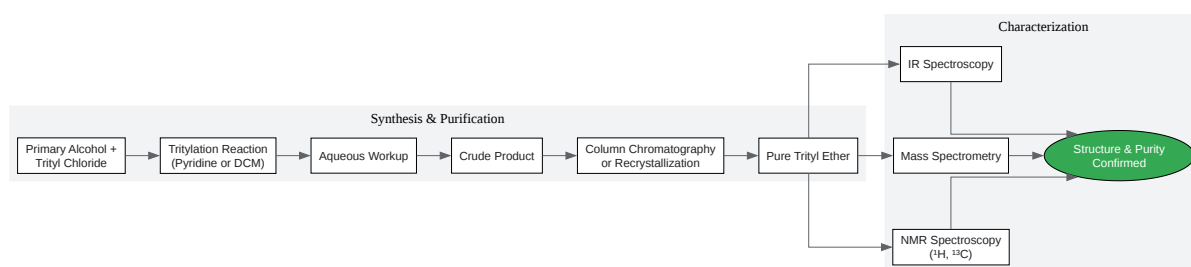 Characterization
IR Spectroscopy
Synthesis & Purification
Primary Alcohol +
Trityl Chloride
Tritylation Reaction
(Pyridine or DCM)
Aqueous Workup
Crude Product
Column Chromatography
or Recrystallization
Pure Trityl Ether
Mass Spectrometry
Structure & Purity
Confirmed
NMR Spectroscopy
(¹H, ¹³C)